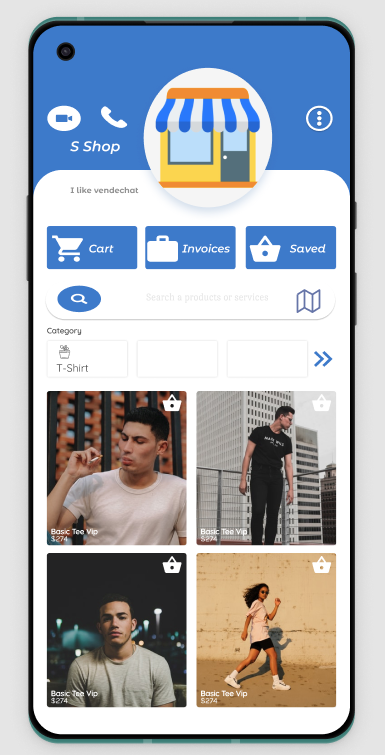 S Shop
I like vendechat
Cart
Invoices
Saved
Search a products or services
Category
T-Shirt
Basic Tee Vip
$274
Basic Tee Vip
$274
Basic Tee Vip
$274
Basic Tee Vip
$274